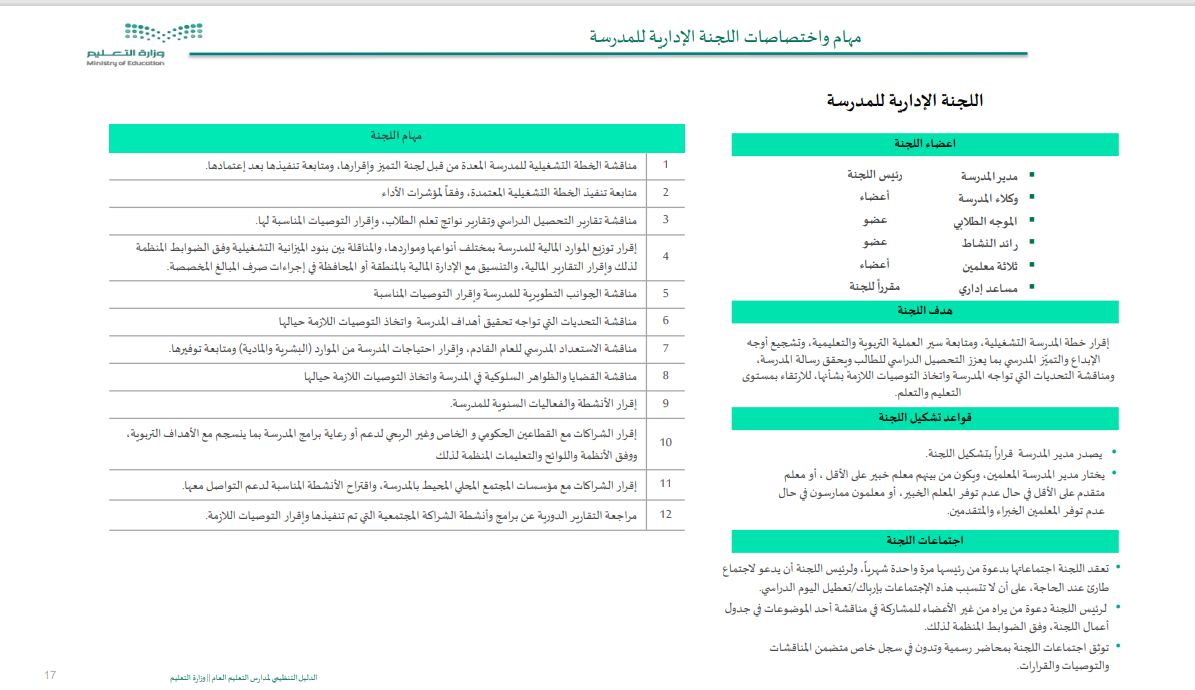 مهام واختصاصات اللجنة الإدارية للمدرسة
وزارة التعـــليم
Ministry of Education
اللجنة الإدارية للمدرسة
اعضاء اللجنة
مدير المدرسة رئيس اللجنة
وكلاء المدرسة أعضاء
الموجه الطلابي عضو
رائد النشاط عضو
ثلاثة معلمين أعضاء
مساعد إداري مقرراً للجنة
هدف اللجنة
إقرار خطة المدرسة التشغيلية، ومتابعة سير العملية التربوية والتعليمية، وتشجيع أوجه
الإبداع والتميّز المدرسي بما يعزز التحصيل الدراسي للطالب ويحقق رسالة المدرسة،
ومناقشة التحديات التي تواجه المدرسة واتخاذ التوصيات اللازمة بشأنها، للارتقاء بمستوى
التعليم والتعلم.
قواعد تشكيل اللجنة
• يصدر مدير المدرسة قراراً بتشكيل اللجنة.
• يختار مدير المدرسة المعلمين، ويكون من بينهم معلم خبير على الأقل ، أو معلم
متقدم على الأقل في حال عدم توفر المعلم الخبير، أو معلمون ممارسون في حال
عدم توفر المعلمين الخبراء والمتقدمين.
اجتماعات اللجنة
• تعقد اللجنة اجتماعاتها بدعوة من رئيسها مرة واحدة شهرياً، ولرئيس اللجنة أن يدعو لاجتماع
طارئ عند الحاجة، على أن لا تتسبب هذه الإجتماعات بإرباك/تعطيل اليوم الدراسي.
• لرئيس اللجنة دعوة من يراه من غير الأعضاء للمشاركة في مناقشة أحد الموضوعات في جدول
أعمال اللجنة، وفق الضوابط المنظمة لذلك.
• توثق اجتماعات اللجنة بمحاضر رسمية وتدون في سجل خاص متضمن المناقشات
والتوصيات والقرارات.
مهام اللجنة
1 مناقشة الخطة التشغيلية للمدرسة المعدة من قبل لجنة التميز وإقرارها، ومتابعة تنفيذها بعد إعتمادها.
2 متابعة تنفيذ الخطة التشغيلية المعتمدة، وفقاً لمؤشرات الأداء
3 مناقشة تقارير التحصيل الدراسي وتقارير نواتج تعلم الطلاب، وإقرار التوصيات المناسبة لها.
4 إقرار توزيع الموارد المالية للمدرسة بمختلف أنواعها ومواردها، والمناقلة بين بنود الميزانية التشغيلية وفق الضوابط المنظمة
لذلك وإقرار التقارير المالية، والتنسيق مع الإدارة المالية بالمنطقة أو المحافظة في إجراءات صرف المبالغ المخصصة.
5 مناقشة الجوانب التطويرية للمدرسة وإقرار التوصيات المناسبة
6 مناقشة التحديات التي تواجه تحقيق أهداف المدرسة واتخاذ التوصيات اللازمة حيالها
7 مناقشة الاستعداد المدرسي للعام القادم، وإقرار احتياجات المدرسة من الموارد (البشرية والمادية) ومتابعة توفيرها.
8 مناقشة القضايا والظواهر السلوكية في المدرسة واتخاذ التوصيات اللازمة حيالها
9 إقرار الأنشطة والفعاليات السنوية للمدرسة.
10 إقرار الشراكات مع القطاعين الحكومي و الخاص وغير الربحي لدعم أو رعاية برامج المدرسة بما ينسجم مع الأهداف التربوية،
ووفق الأنظمة واللوائح والتعليمات المنظمة لذلك
11 إقرار الشراكات مع مؤسسات المجتمع المحلي المحيط بالمدرسة، واقتراح الأنشطة المناسبة لدعم التواصل معها.
12 مراجعة التقارير الدورية عن برامج وأنشطة الشراكة المجتمعية التي تم تنفيذها وإقرار التوصيات اللازمة.
الدليل التنظيمي لمدارس التعليم العام || وزارة التعليم
17